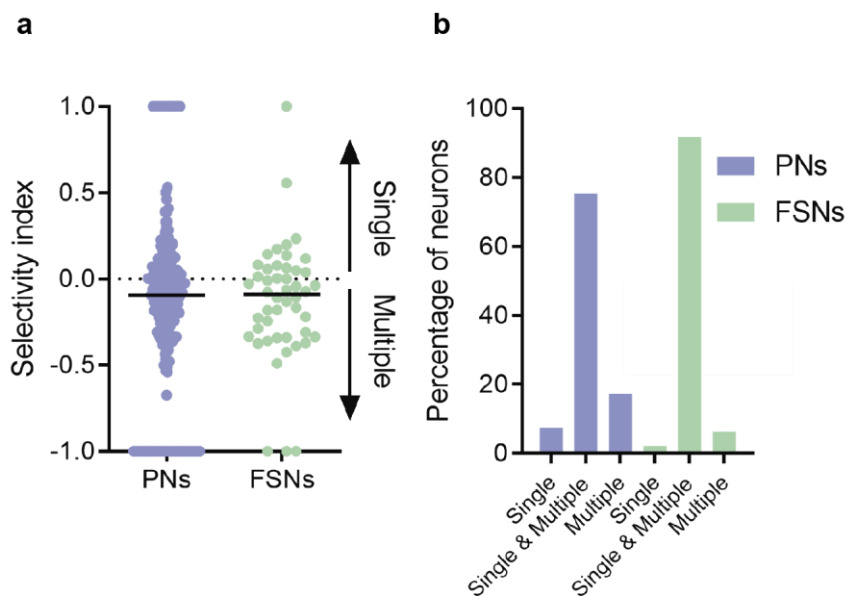 a
b
Selectivity index
1.0
0.5
0.0
-0.5
-1.0
PNs
FSNs
Single
Multiple
Percentage of neurons
100
80
60
40
20
0
Single
Single & Multiple
Multiple
Single
Single & Multiple
Multiple
PNs
FSNs